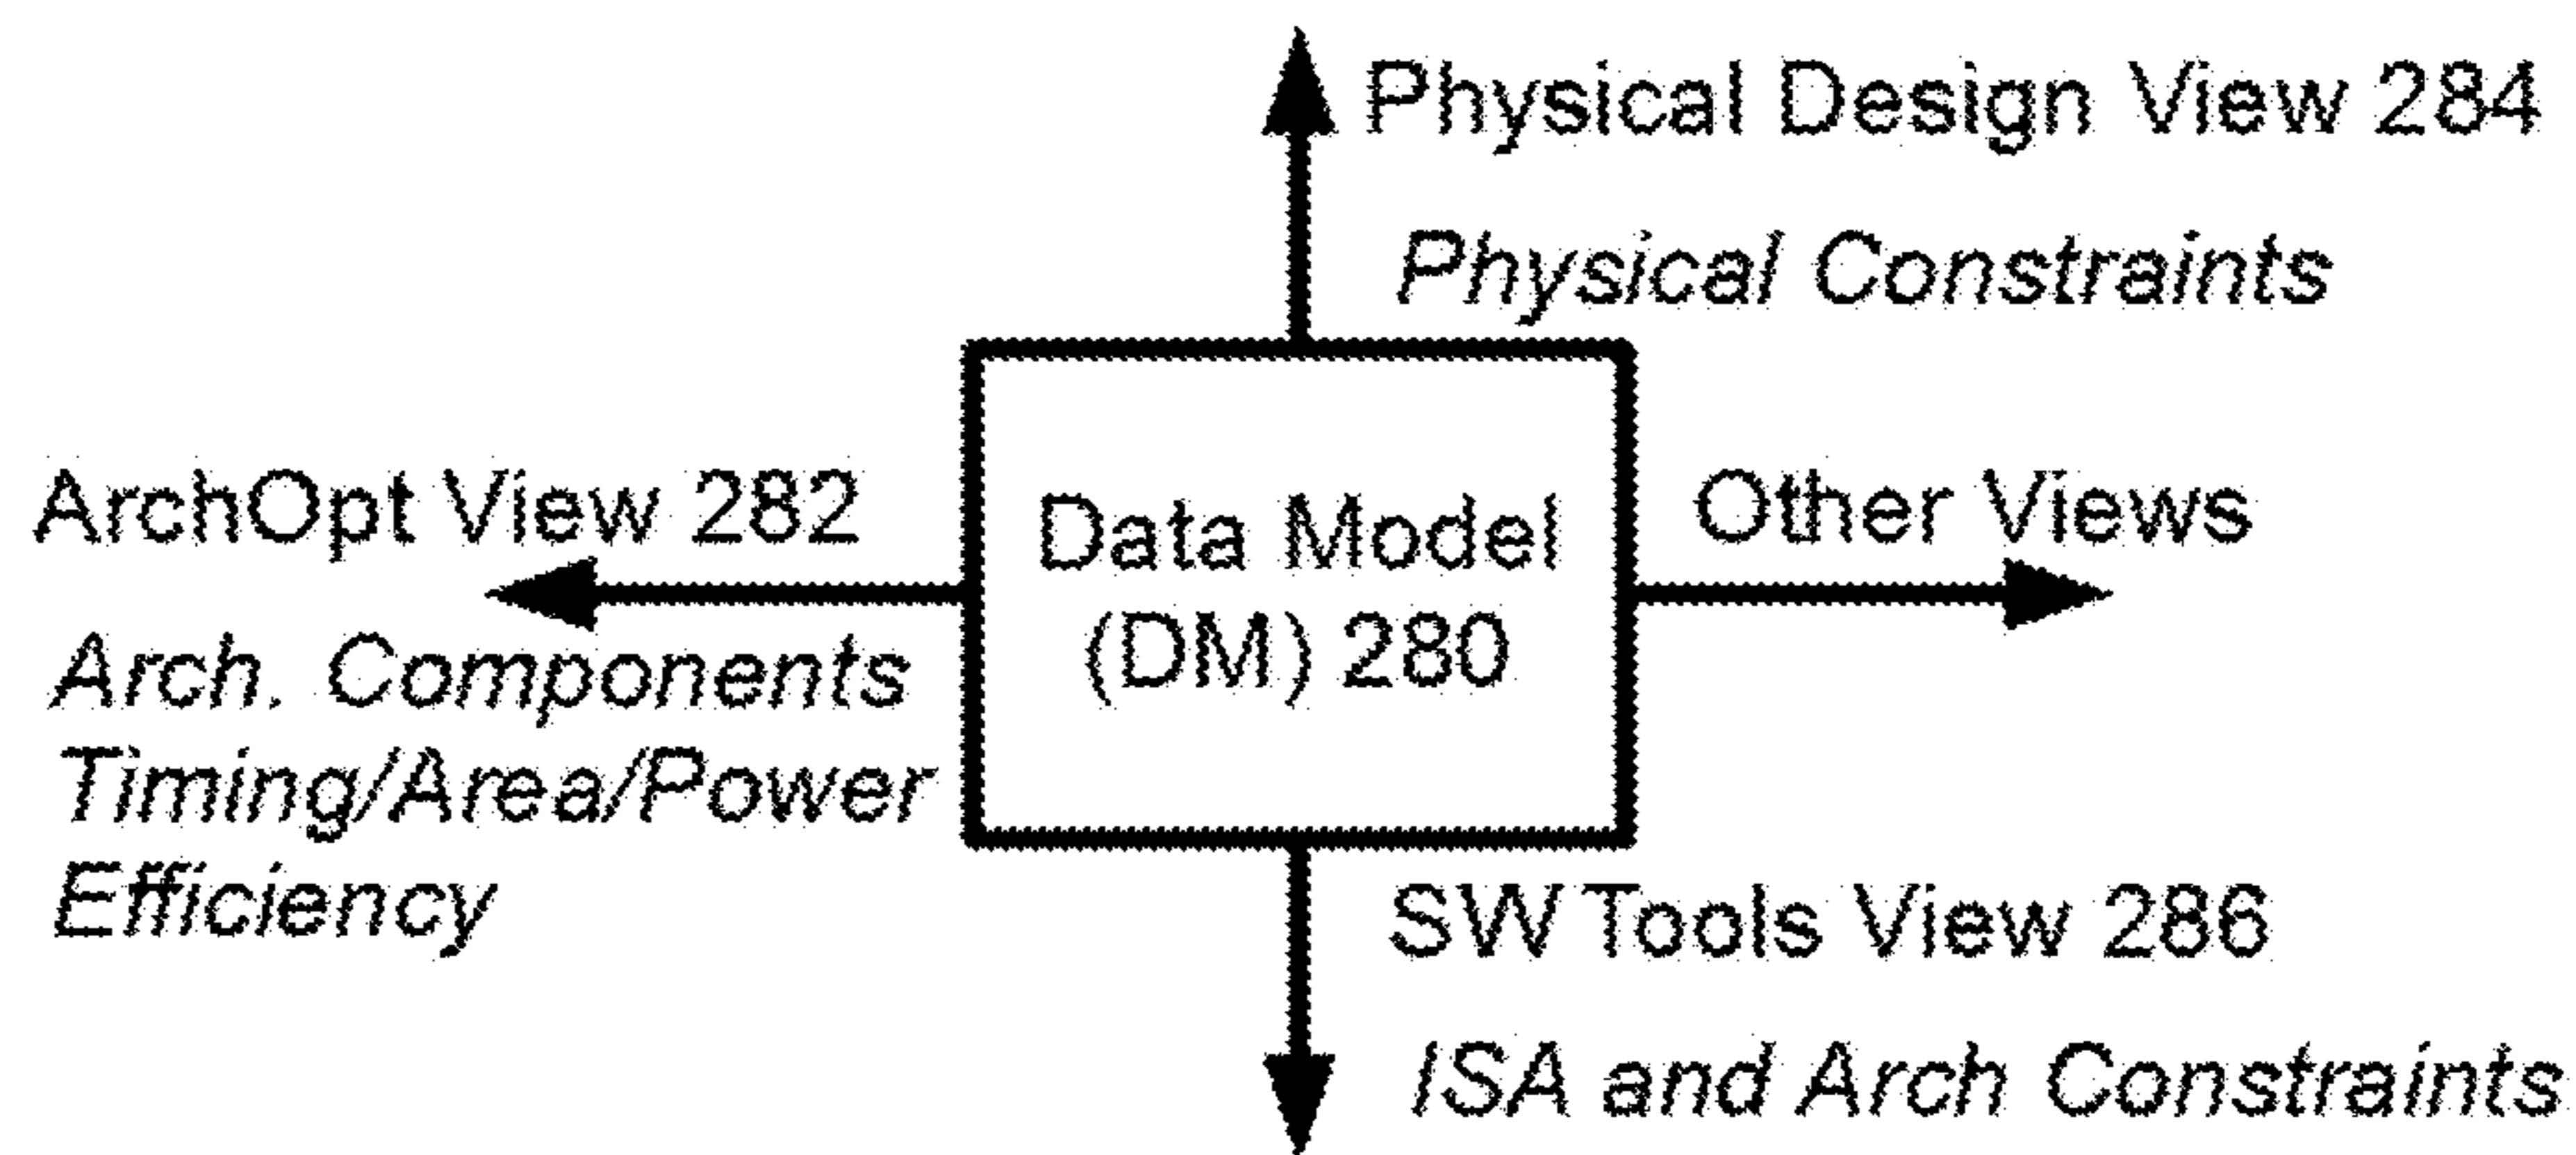 Physical Design View 284
Physical Constraints
ArchOpt View 282
Arch. Components
Timing/Area/Power
Efficiency
Data Model
(DM) 280
Other Views
SW Tools View 286
ISA and Arch Constraints